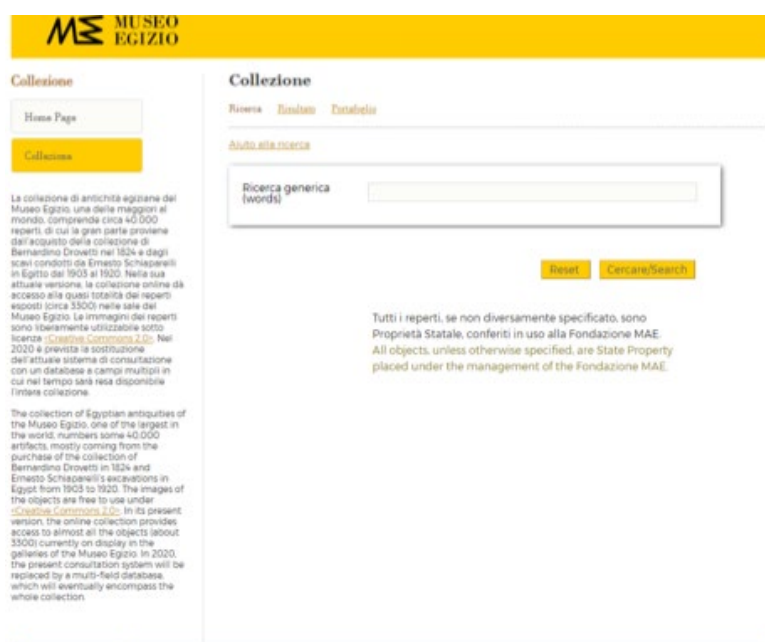 MUSEO
EGIZIO
Collezione
Home Page
Collezione
La collezione di antichità egiziane del
Museo Egizio, una delle maggiori al
mondo, comprende circa 40.000
reperti, di cui la gran parte proviene
dall'acquisto della collezione di
Bernardino Drovetti nel 1824 e dagli
scavi condotti da Ernesto Schiaparelli
in Egitto dal 1903 al 1920. Nella sua
attuale versione, la collezione online dà
accesso alla quasi totalità dei reperti
esposti (circa 3300) nelle sale del
Museo Egizio. Le immagini dei reperti
sono liberamente utilizzabile sotto
licenza <Creative Commons 2.0>. Nel
2020 è prevista la sostituzione
dell'attuale sistema di consultazione
con un database a campi multipli in
cui nel tempo sarà resa disponibile
l'intera collezione.
The collection of Egyptian antiquities of
the Museo Egizio, one of the largest in
the world, numbers some 40,000
artifacts, mostly coming from the
purchase of the collection of
Bernardino Drovetti in 1824 and
Ernesto Schiaparelli's excavations in
Egypt from 1903 to 1920. The images of
the objects are free to use under
<Creative Commons 2.0>. In its present
version, the online collection provides
access to almost all the objects (about
3300) currently on display in the
galleries of the Museo Egizio. In 2020,
the present consultation system will be
replaced by a multi-field database,
which will eventually encompass the
whole collection.
Collezione
Ricerca Risultato Portafoglio
Aiuto alla ricerca
Ricerca generica
(words)
Reset Cercare/Search
Tutti i reperti, se non diversamente specificato, sono
Proprietà Statale, conferiti in uso alla Fondazione MAE.
All objects, unless otherwise specified, are State Property
placed under the management of the Fondazione MAE.